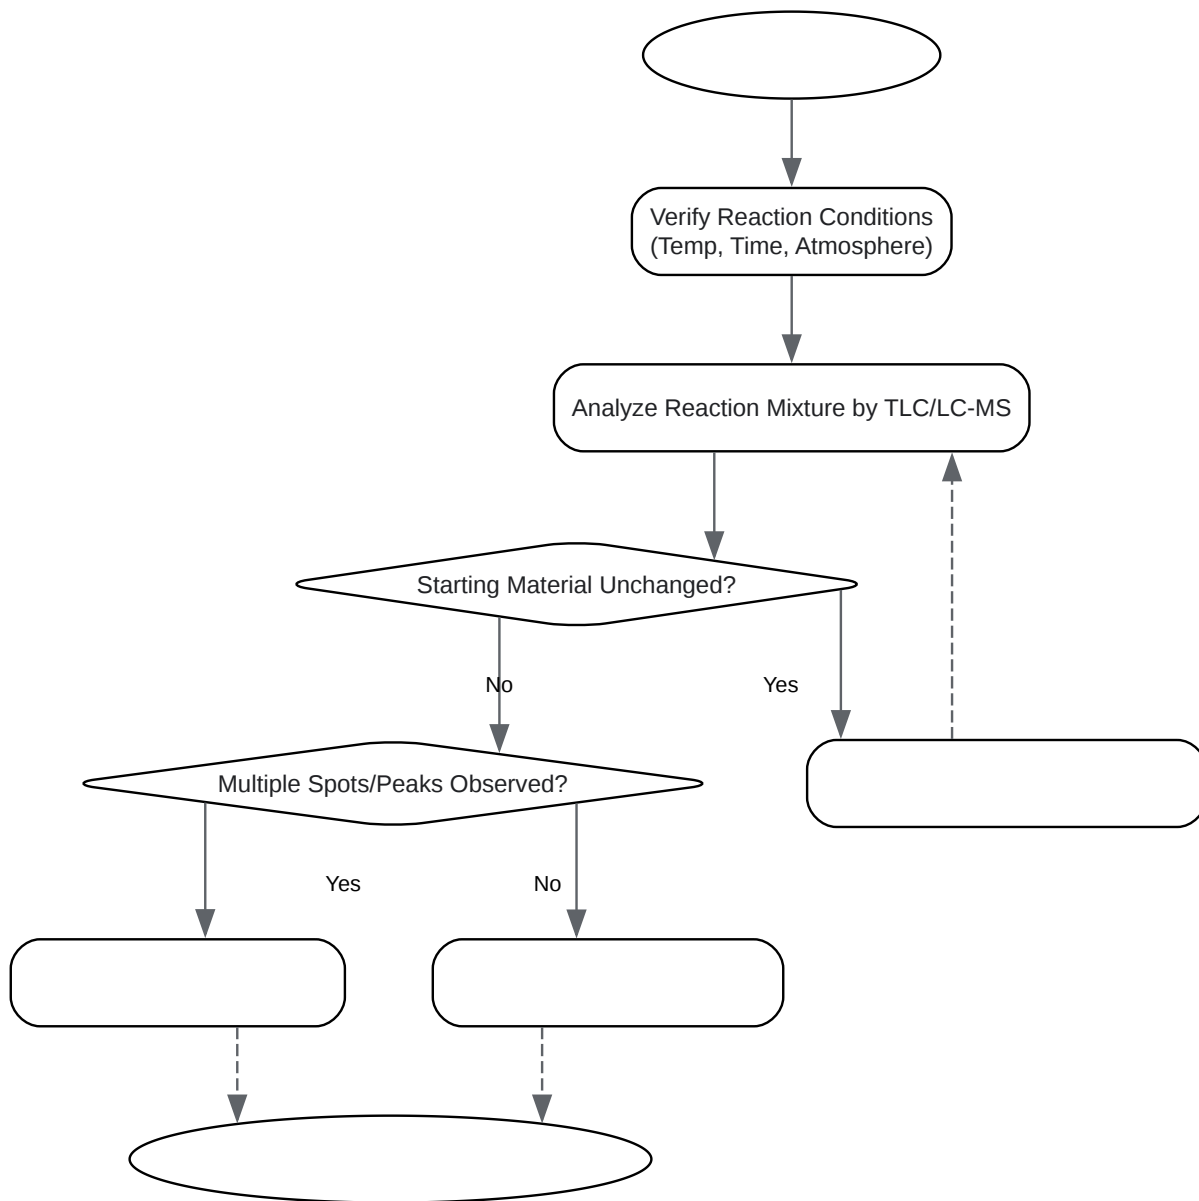 Verify Reaction Conditions
(Temp, Time, Atmosphere)
Analyze Reaction Mixture by TLC/LC-MS
Starting Material Unchanged?
No
Yes
Multiple Spots/Peaks Observed?
Yes
No